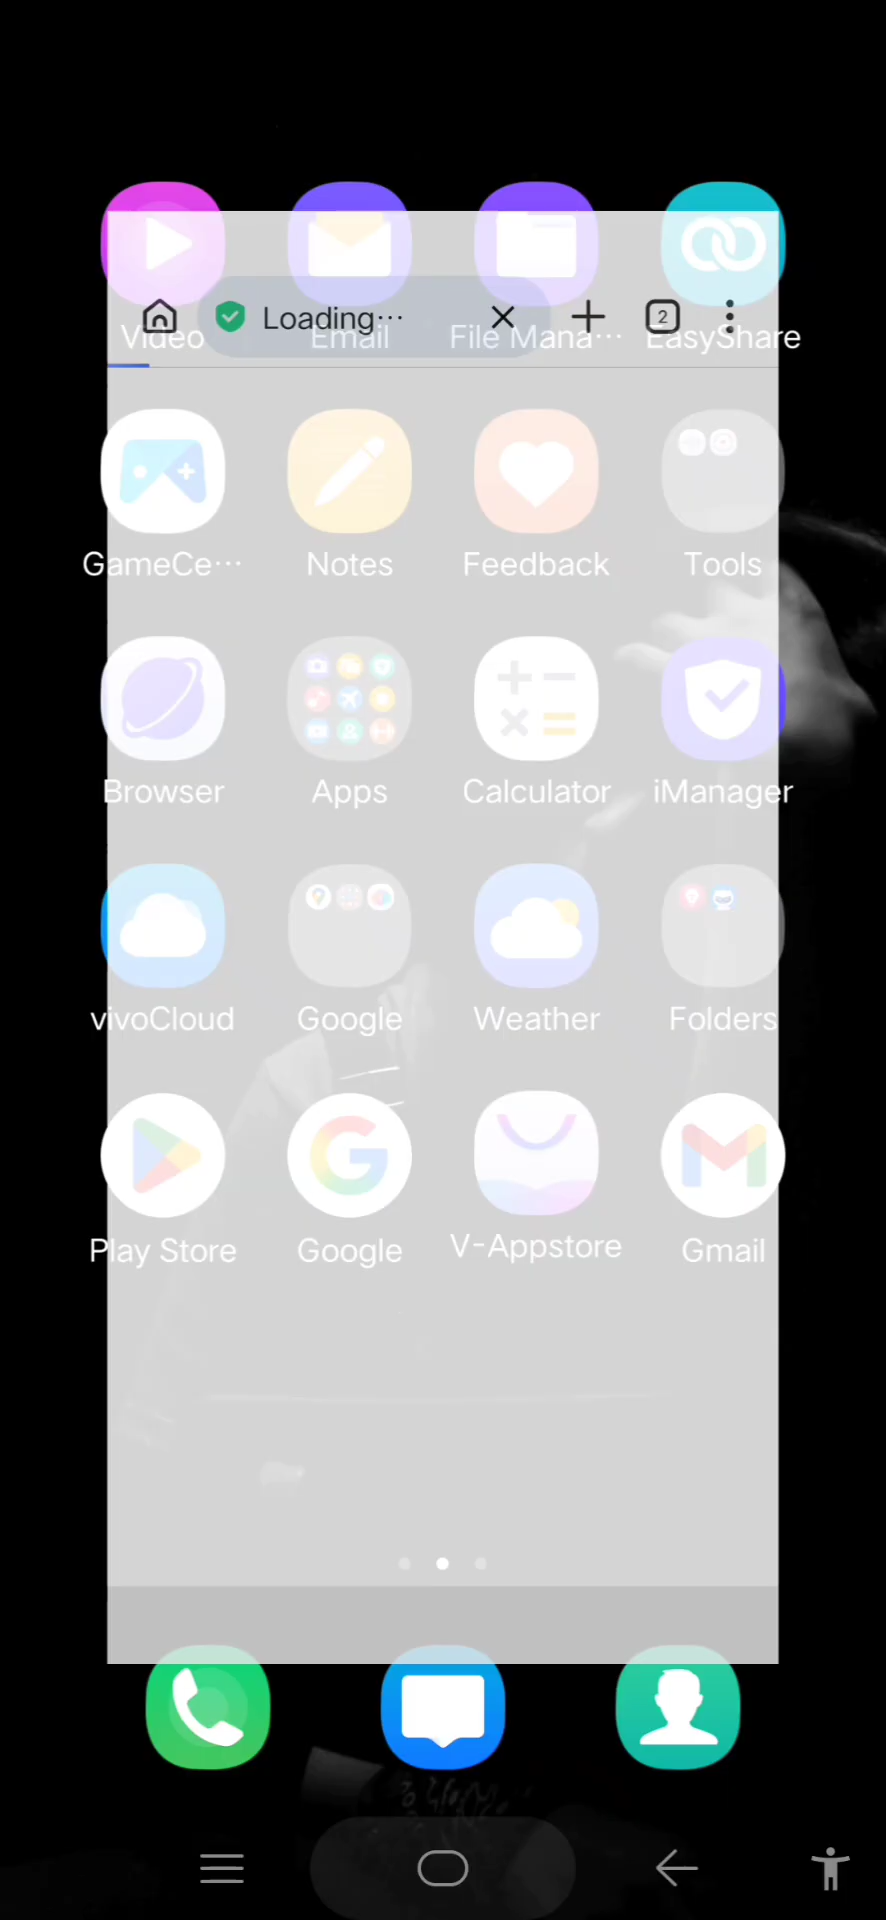 Loading···
2
Video
Email
File Mana···
EasyShare
GameCe···
Notes
Feedback
Tools
Browser
Apps
Calculator
iManager
vivoCloud
Google
Weather
Folders
Play Store
Google
V-Appstore
Gmail